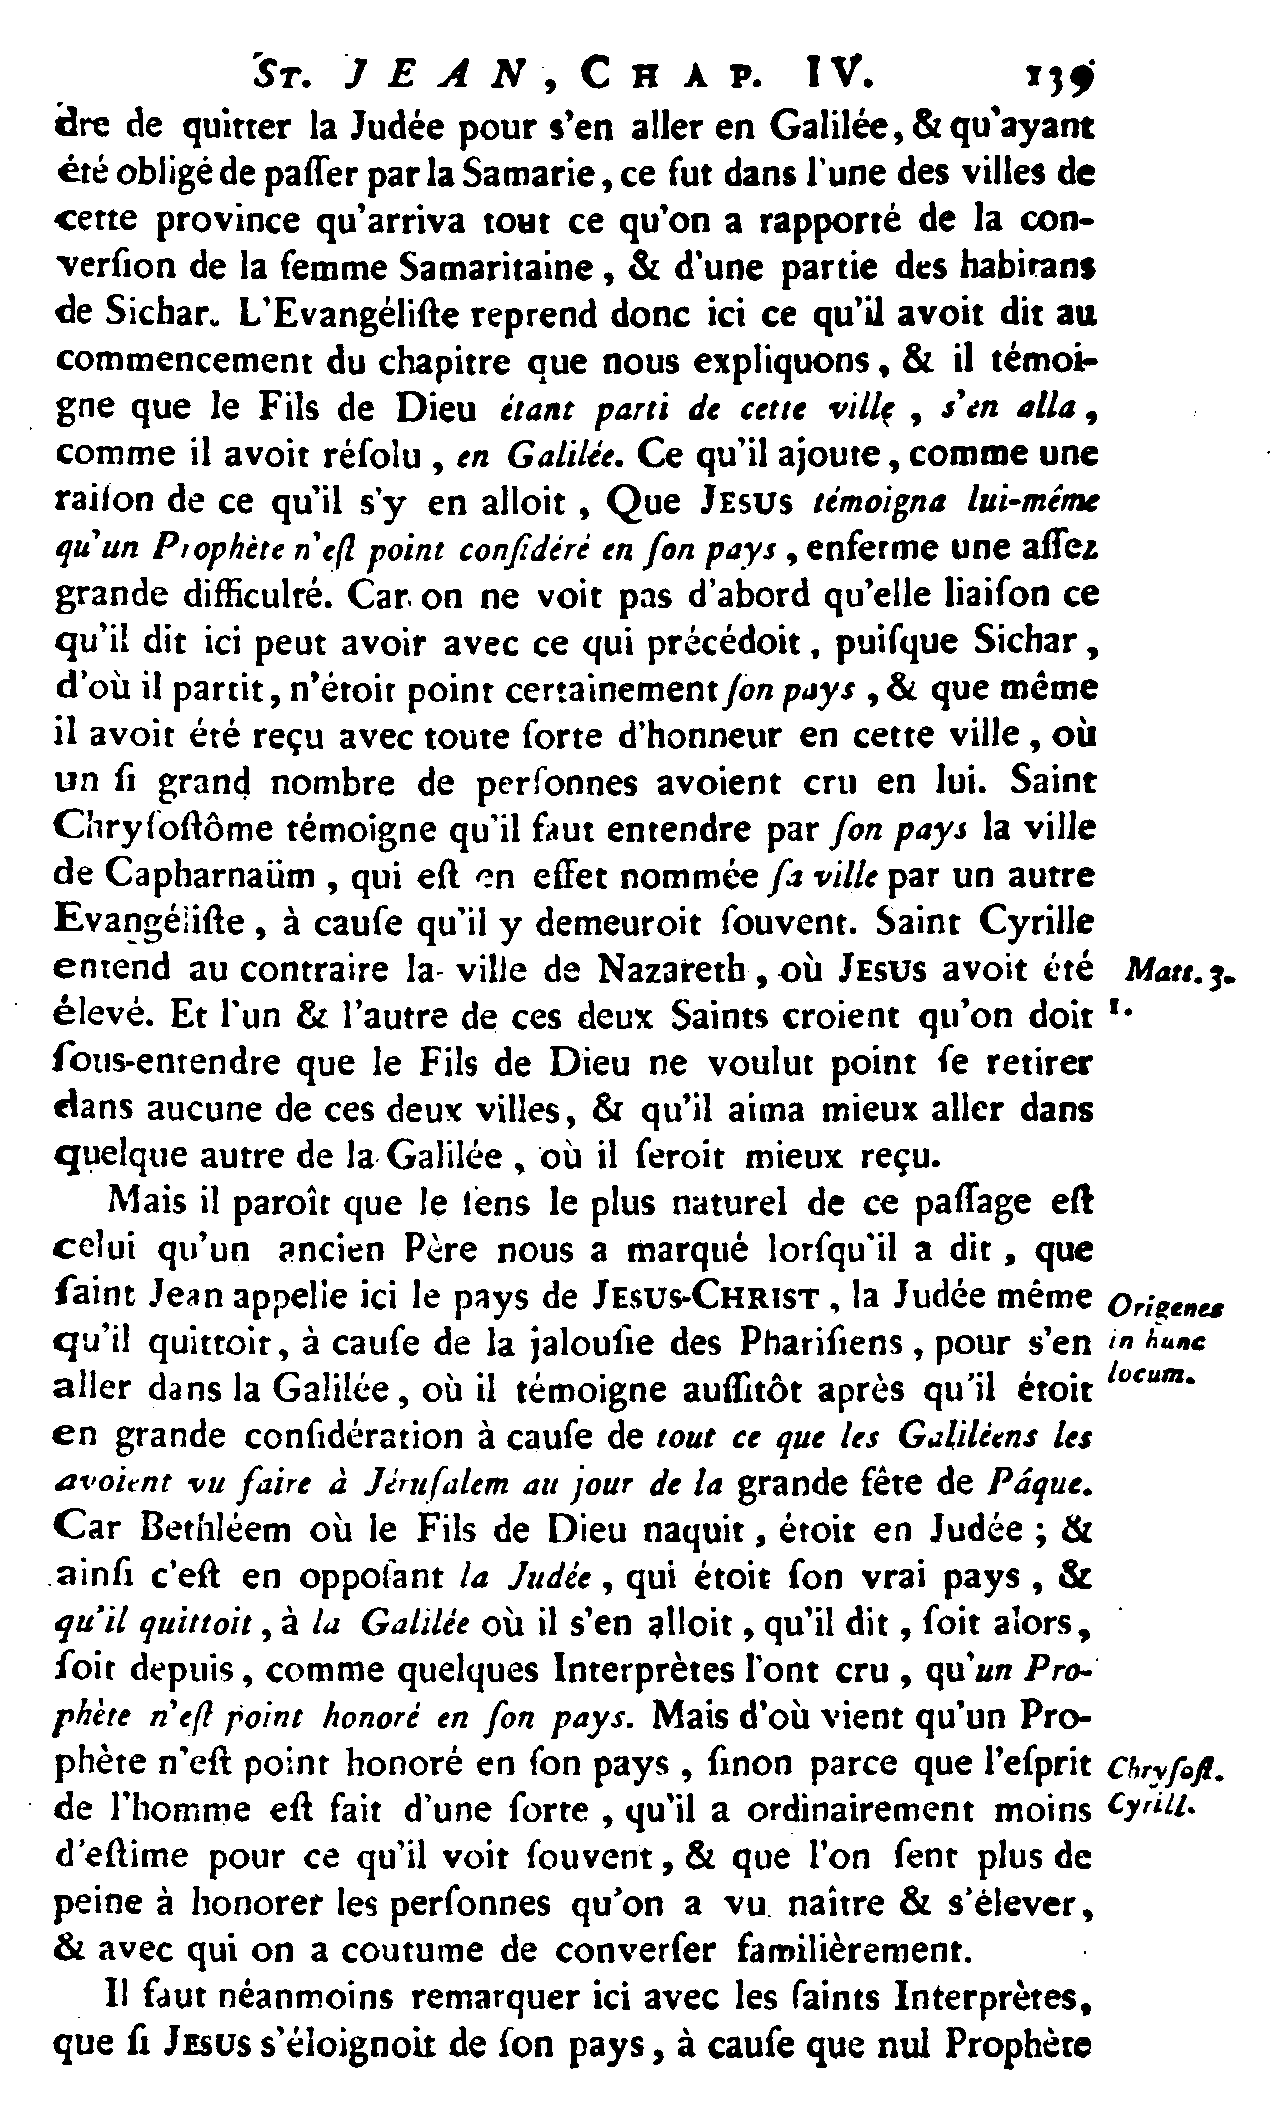 ST. JEAN, CHAP. IV. 139
dre de quitter la Judée pour s'en aller en Galilée, & qu'ayant
été obligé de paſſer par la Samarie, ce fut dans l'une des villes de
cette province qu'arriva tout ce qu'on a rapporté de la con-
verſion de la femme Samaritaine, & d'une partie des habitans
de Sichar. L'Evangéliſte reprend donc ici ce qu'il avoit dit au
commencement du chapitre que nous expliquons, & il témoi-
gne que le Fils de Dieu étant parti de cette ville, s'en alla,
comme il avoit réſolu, en Galilée. Ce qu'il ajoute, comme une
raiſon de ce qu'il s'y en alloit, Que JESUS témoigna lui-même
qu'un Prophète n'eſt point conſidéré en ſon pays, enferme une aſſez
grande difficulté. Car on ne voit pas d'abord qu'elle liaiſon ce
qu'il dit ici peut avoir avec ce qui précédoit, puiſque Sichar,
d'où il partit, n'étoit point certainement ſon pays, & que même
il avoit été reçu avec toute ſorte d'honneur en cette ville, où
un ſi grand nombre de perſonnes avoient cru en lui. Saint
Chryſoſtôme témoigne qu'il faut entendre par ſon pays la ville
de Capharnaüm, qui eſt en effet nommée ſa ville par un autre
Evangéliſte, à cauſe qu'il y demeuroit ſouvent. Saint Cyrille
entend au contraire la ville de Nazareth, où JESUS avoit été Matt. 3.
élevé. Et l'un & l'autre de ces deux Saints croient qu'on doit 1.
ſous-entendre que le Fils de Dieu ne voulut point ſe retirer
dans aucune de ces deux villes, & qu'il aima mieux aller dans
quelque autre de la Galilée, où il ſeroit mieux reçu.
Mais il paroît que le ſens le plus naturel de ce paſſage eſt
celui qu'un ancien Père nous a marqué lorſqu'il a dit, que
ſaint Jean appelle ici le pays de JESUS-CHRIST, la Judée même Origenes
qu'il quittoit, à cauſe de la jalouſie des Phariſiens, pour s'en in hunc
aller dans la Galilée, où il témoigne auſſitôt après qu'il étoit locum.
en grande conſidération à cauſe de tout ce que les Galiléens les
avoient vu faire à Jéruſalem au jour de la grande fête de Pâque.
Car Bethléem où le Fils de Dieu naquit, étoit en Judée ; &
ainſi c'eſt en oppoſant la Judée, qui étoit ſon vrai pays, &
qu'il quittoit, à la Galilée où il s'en alloit, qu'il dit, ſoit alors,
ſoit depuis, comme quelques Interprètes l'ont cru, qu'un Pro-
phète n'eſt point honoré en ſon pays. Mais d'où vient qu'un Pro-
phète n'eſt point honoré en ſon pays, ſinon parce que l'eſprit Chryſoſt.
de l'homme eſt fait d'une ſorte, qu'il a ordinairement moins Cyrill.
d'eſtime pour ce qu'il voit ſouvent, & que l'on ſent plus de
peine à honorer les perſonnes qu'on a vu naître & s'élever,
& avec qui on a coutume de converſer familièrement.
Il faut néanmoins remarquer ici avec les ſaints Interprètes,
que ſi JESUS s'éloignoit de ſon pays, à cauſe que nul Prophète